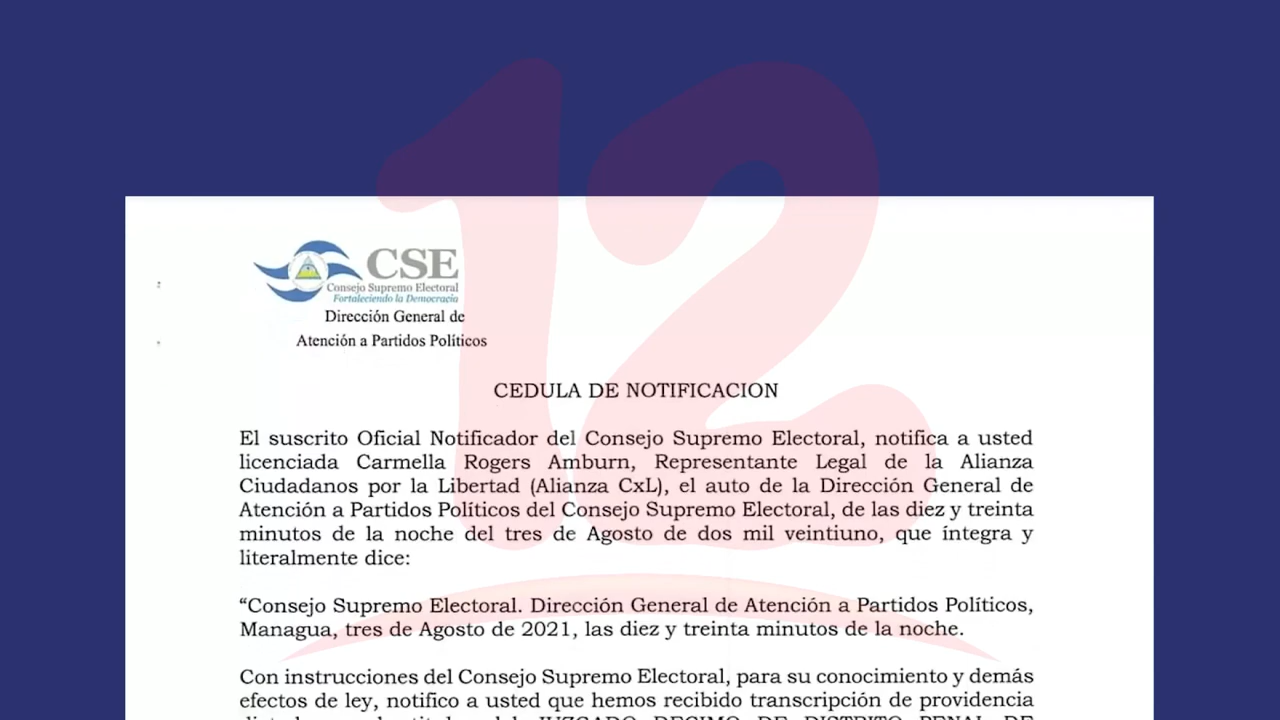 12
CSE
Consejo Supremo Electoral
Fortaleciendo la Democracia
Dirección General de
Atención a Partidos Políticos
CEDULA DE NOTIFICACION
El suscrito Oficial Notificador del Consejo Supremo Electoral, notifica a usted
licenciada Carmella Rogers Amburn, Representante Legal de la Alianza
Ciudadanos por la Libertad (Alianza CxL), el auto de la Dirección General de
Atención a Partidos Políticos del Consejo Supremo Electoral, de las diez y treinta
minutos de la noche del tres de Agosto de dos mil veintiuno, que íntegra y
literalmente dice:
“Consejo Supremo Electoral. Dirección General de Atención a Partidos Políticos,
Managua, tres de Agosto de 2021, las diez y treinta minutos de la noche.
Con instrucciones del Consejo Supremo Electoral, para su conocimiento y demás
efectos de ley, notifico a usted que hemos recibido transcripción de providencia